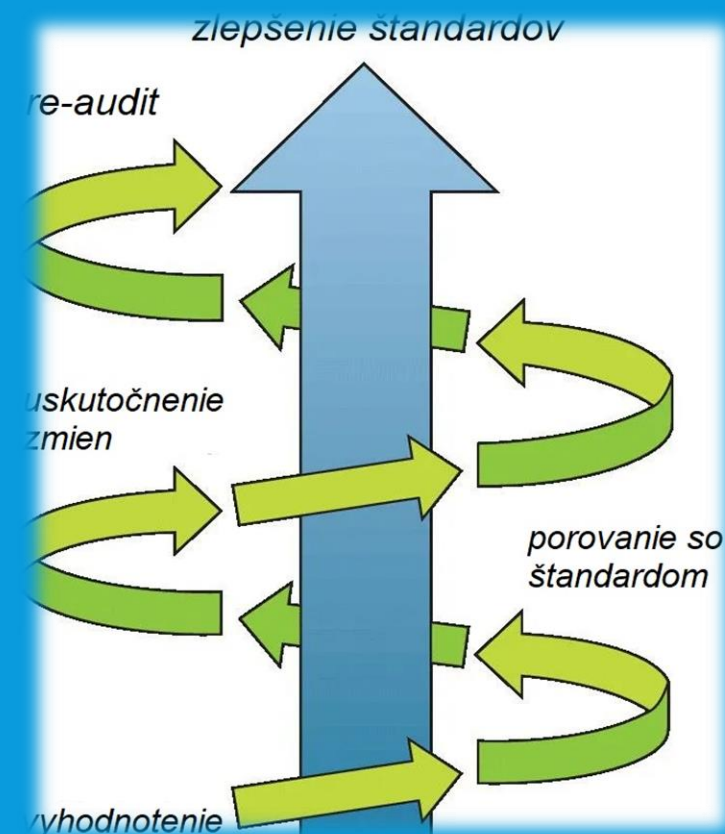 zlepšenie štandardov
re-audit
uskutočnenie
zmien
porovanie so
štandardom
vyhodnotenie